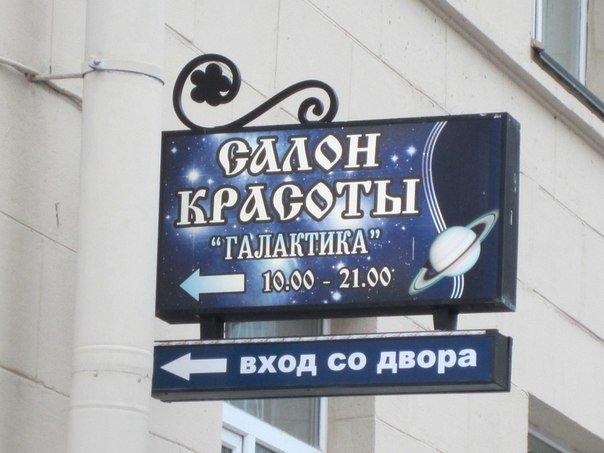 САЛОН
КРАСОТЫ
"ГАЛАКТИКА"
10.00 - 21.00
ВХОД СО ДВОРА